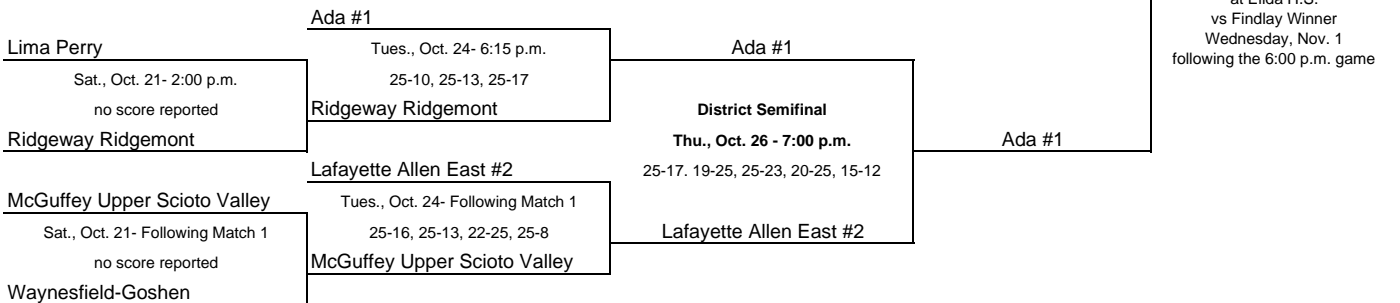 at Elida H.S.
vs Findlay Winner
Wednesday, Nov. 1
following the 6:00 p.m. game
Ada #1
Lima Perry
Tues., Oct. 24- 6:15 p.m.
Ada #1
Sat., Oct. 21- 2:00 p.m.
25-10, 25-13, 25-17
no score reported
Ridgeway Ridgemont
District Semifinal
Ridgeway Ridgemont
Thu., Oct. 26 - 7:00 p.m.
Ada #1
Lafayette Allen East #2
25-17. 19-25, 25-23, 20-25, 15-12
McGuffey Upper Scioto Valley
Tues., Oct. 24- Following Match 1
Sat., Oct. 21- Following Match 1
25-16, 25-13, 22-25, 25-8
Lafayette Allen East #2
no score reported
McGuffey Upper Scioto Valley
Waynesfield-Goshen